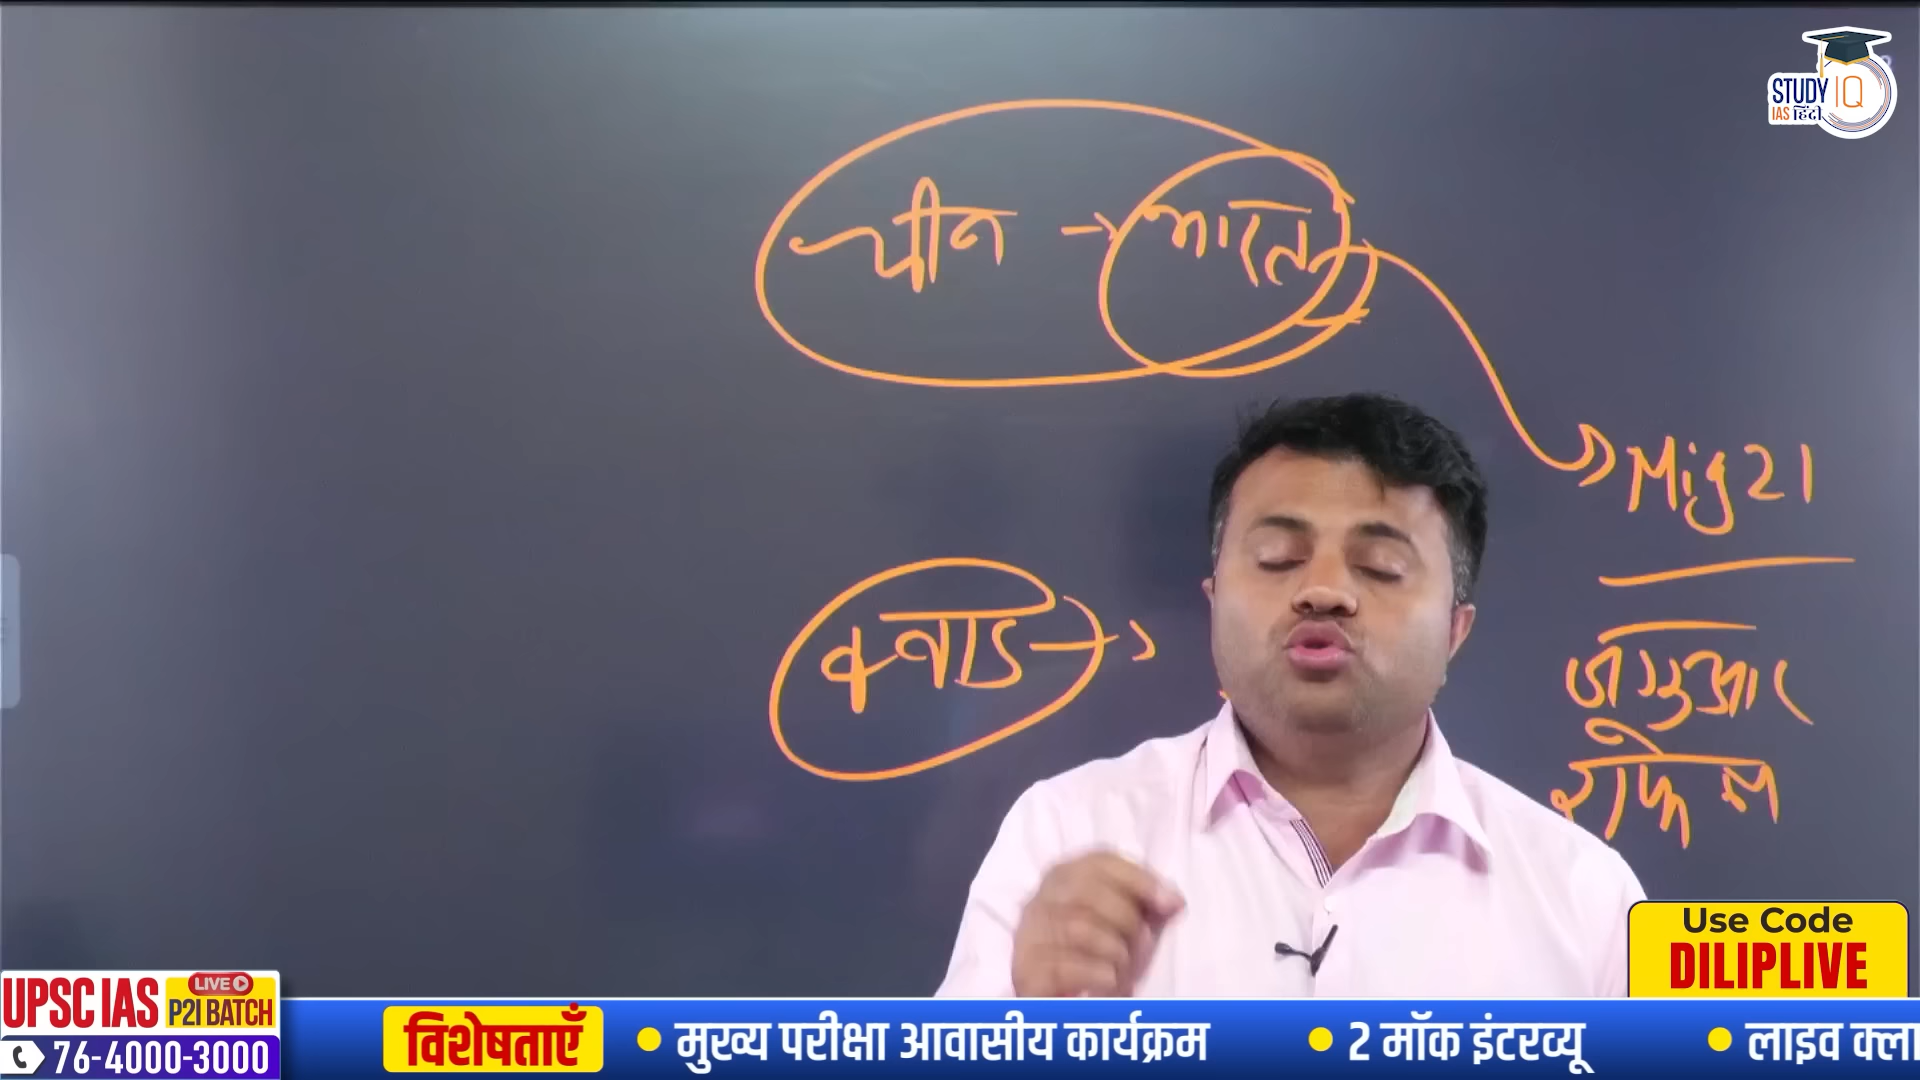 STUDY IQ
IAS हिंदी
चीन → भारत
Mig 21
क्वाड →
जगुआर
राफेल
Use Code
DILIPLIVE
UPSC IAS LIVE
P2I BATCH
76-4000-3000
विशेषताएँ • मुख्य परीक्षा आवासीय कार्यक्रम • 2 मॉक इंटरव्यू • लाइव क्ला